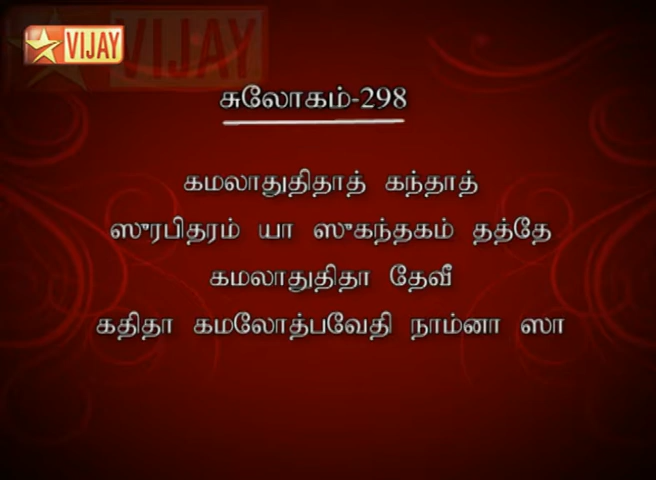 VIJAY
சுலோகம்-298
கமலாதுதிதாத் கந்தாத்
ஸுரபிதரம் யா ஸுகந்தகம் தத்தே
கமலாதுதிதா தேவீ
கதிதா கமலோத்பவேதி நாம்னா ஸா